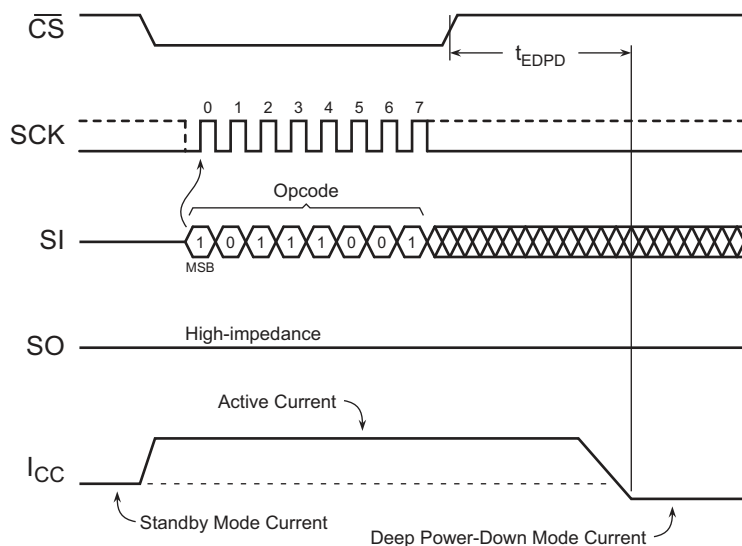 CS
tEDPD
0 1 2 3 4 5 6 7
SCK
Opcode
SI
1 0 1 1 1 0 0 1
MSB
High-impedance
SO
Active Current
ICC
Standby Mode Current
Deep Power-Down Mode Current